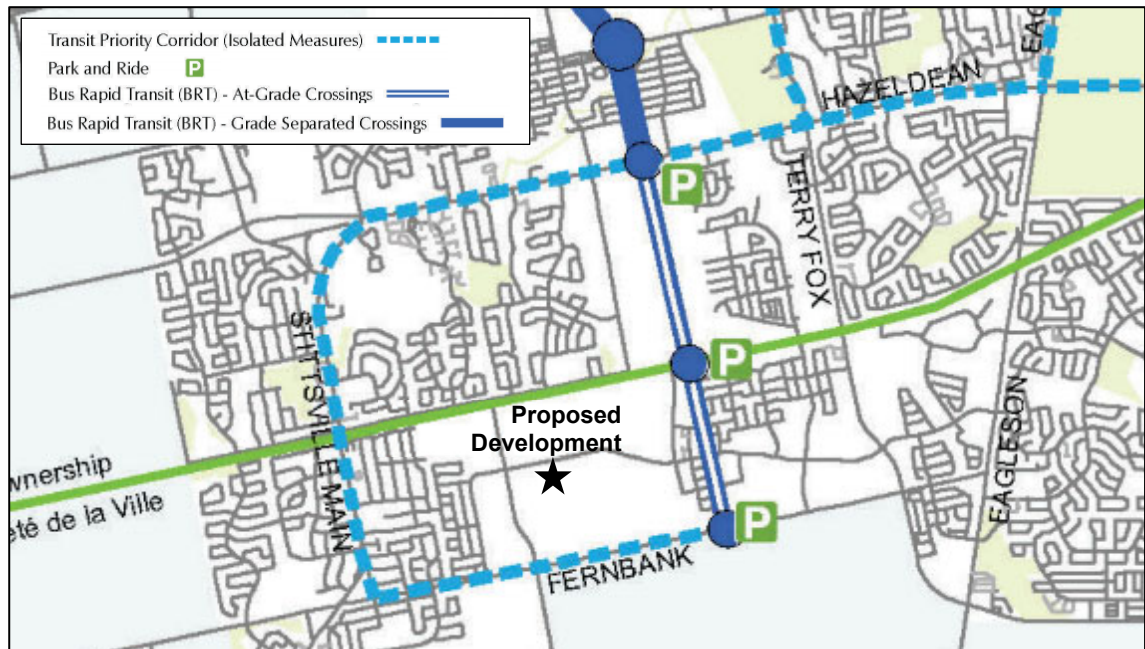 Transit Priority Corridor (Isolated Measures)
Park and Ride P
Bus Rapid Transit (BRT) - At-Grade Crossings
Bus Rapid Transit (BRT) - Grade Separated Crossings
EAG
HAZELDEAN
P
TERRY FOX
STITTSVILLE MAIN
P
Proposed
Development
EAGLESON
wnership
eté de la Ville
P
FERNBANK